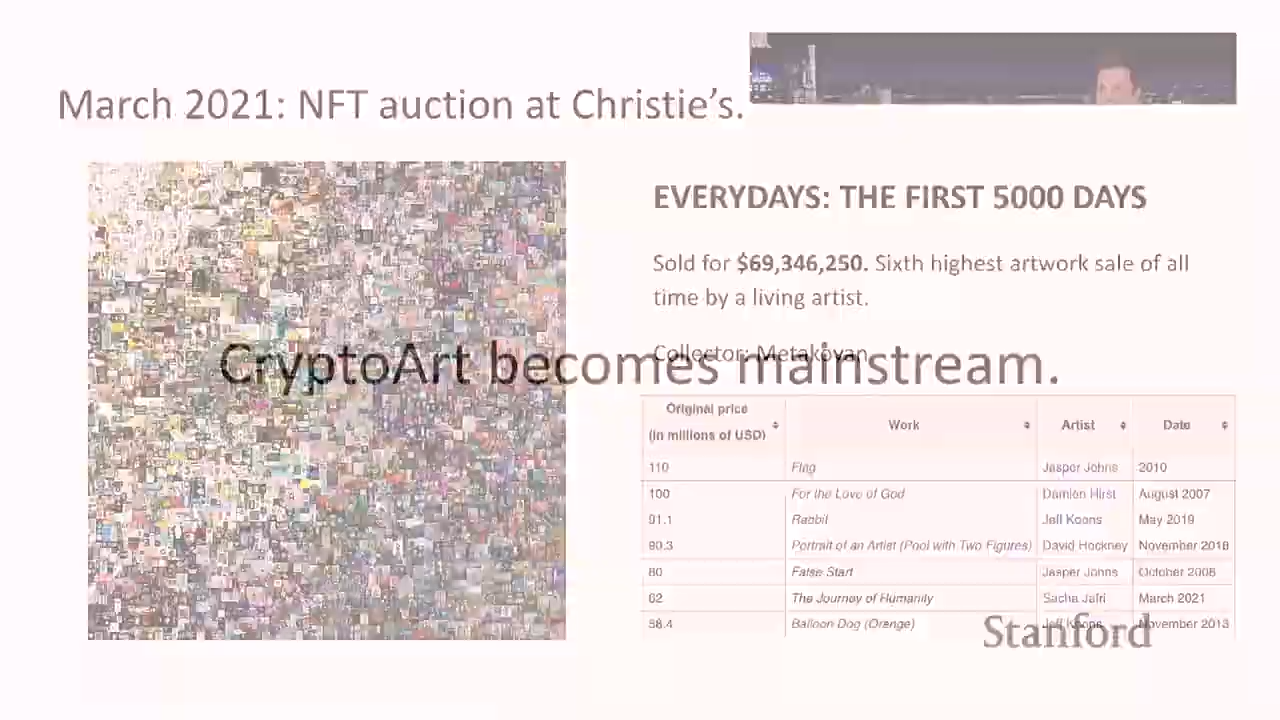 March 2021: NFT auction at Christie's.
EVERYDAYS: THE FIRST 5000 DAYS
Sold for $69,346,250. Sixth highest artwork sale of all
time by a living artist.
Collector: Metakovan
CryptoArt becomes mainstream.
Original price
(in millions of USD)
Work
Artist
Date
110 Flag Jasper Johns 2010
100 For the Love of God Damien Hirst August 2007
91.1 Rabbit Jeff Koons May 2019
90.3 Portrait of an Artist (Pool with Two Figures) David Hockney November 2018
80 False Start Jasper Johns October 2006
62 The Journey of Humanity Sacha Jafri March 2021
58.4 Balloon Dog (Orange) Jeff Koons November 2013
Stanford